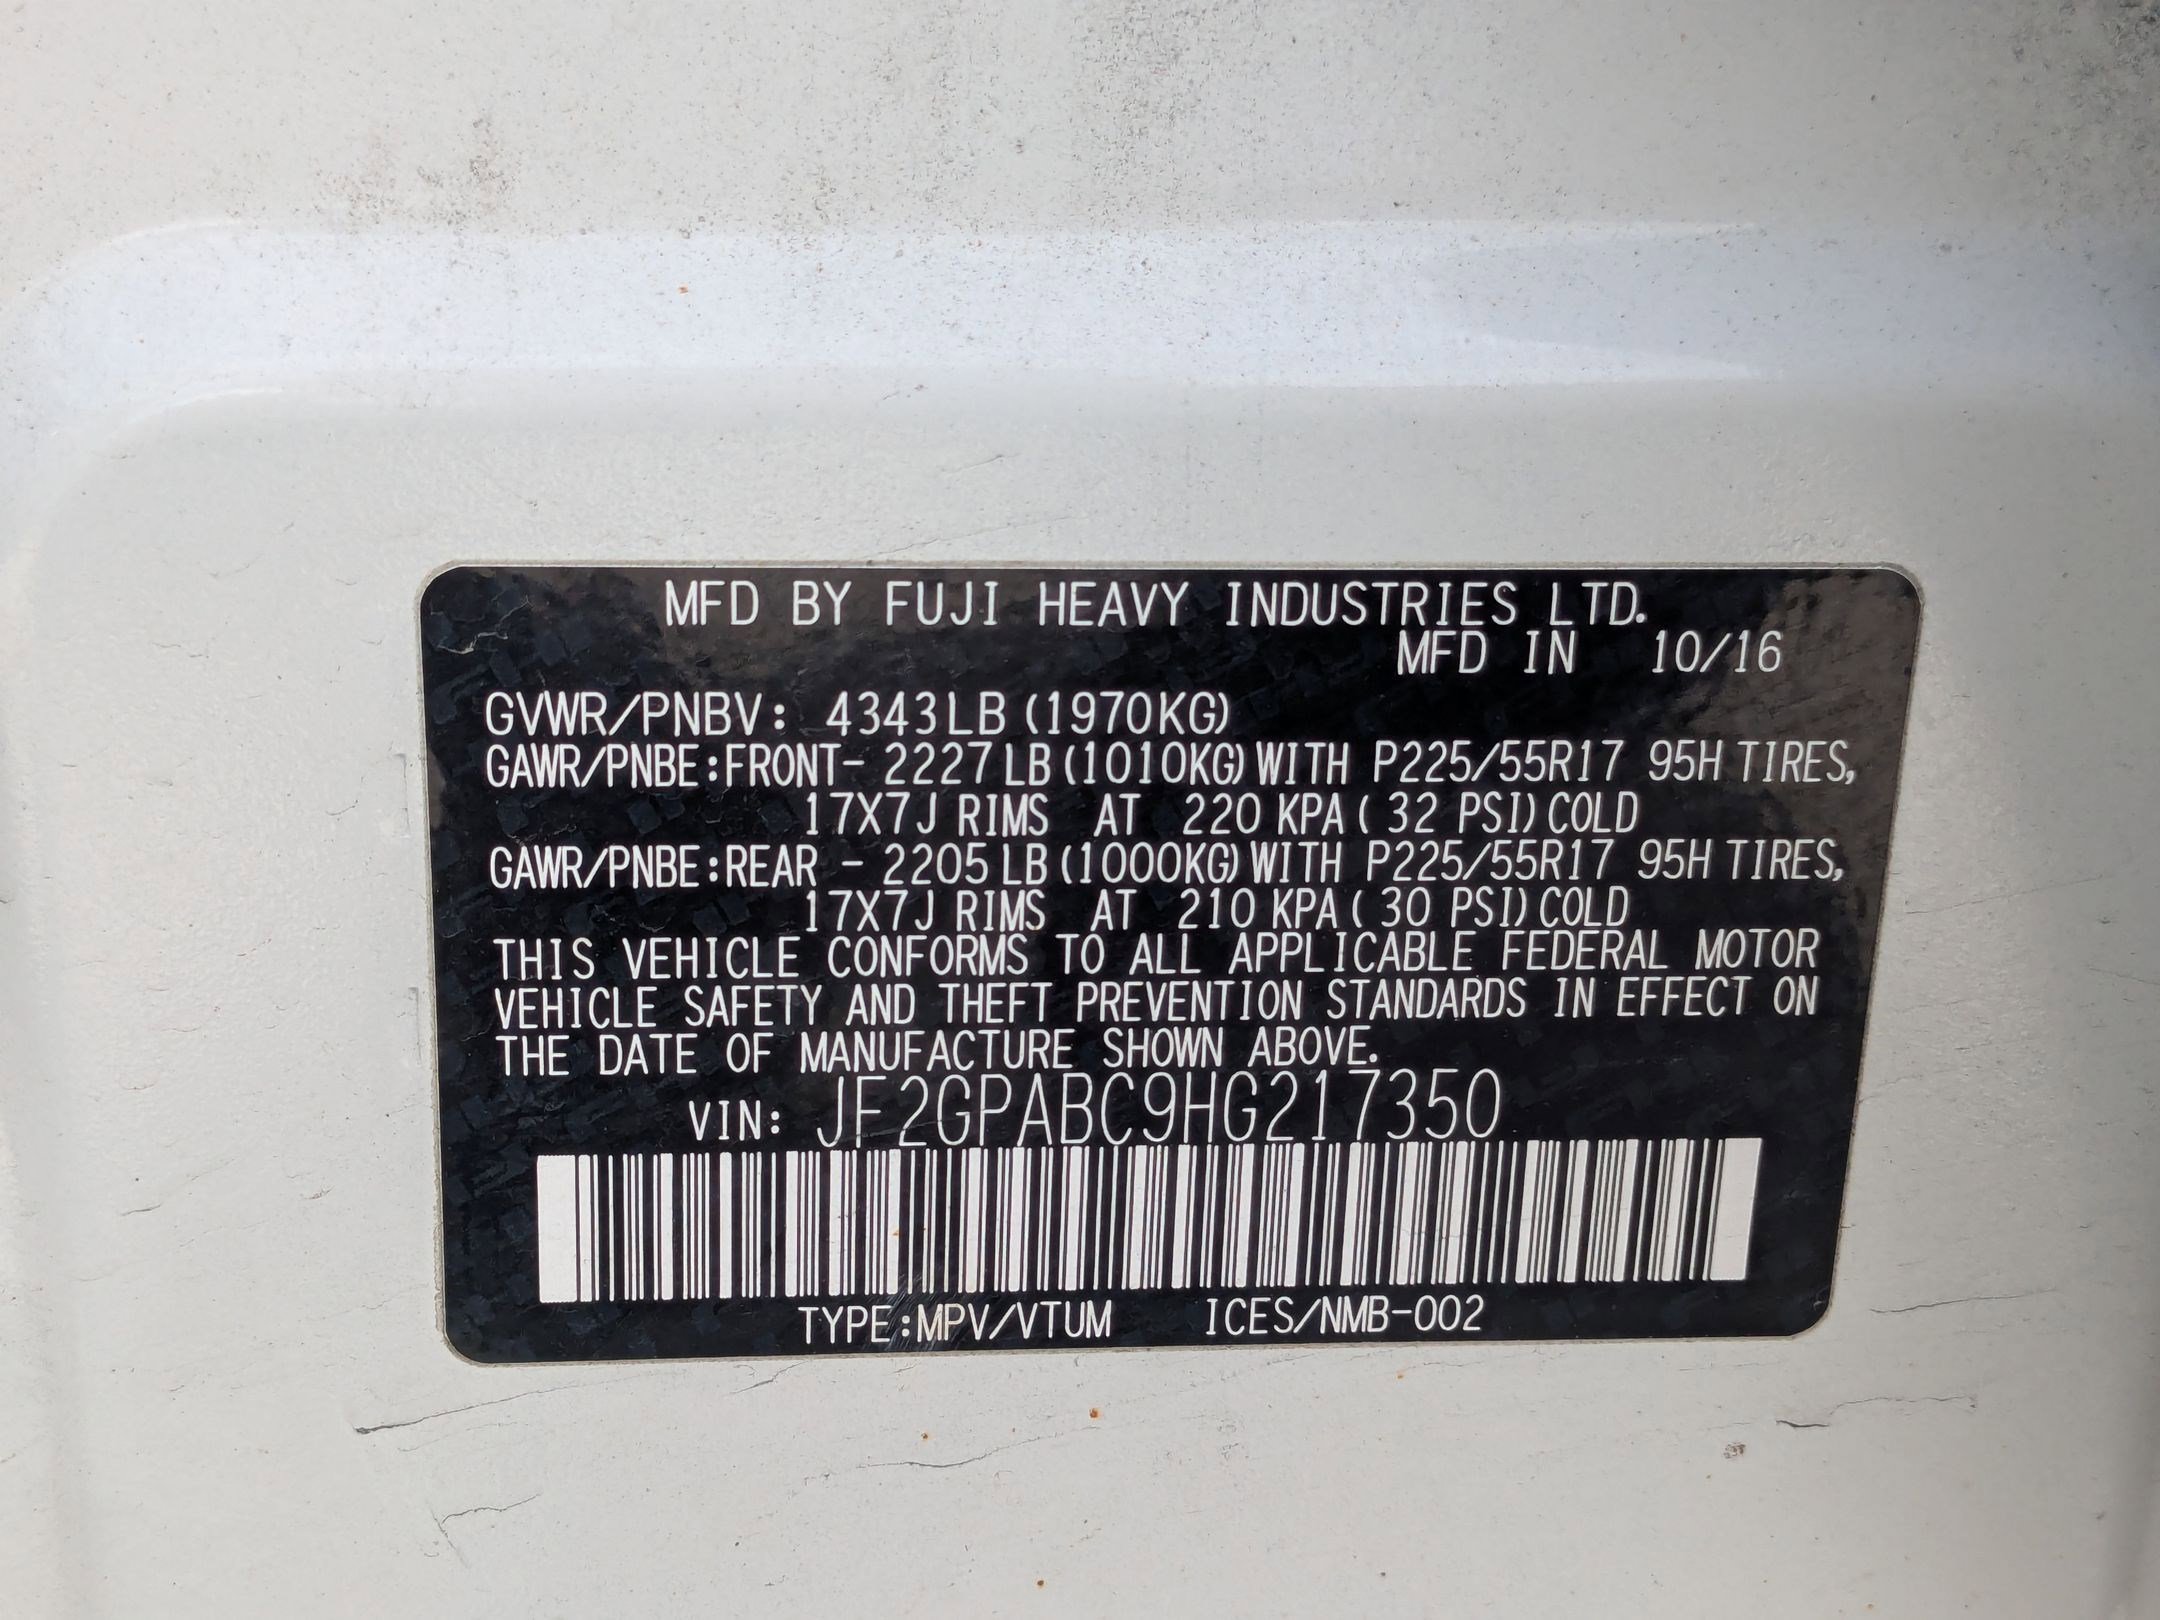 MFD BY FUJI HEAVY INDUSTRIES LTD.
MFD IN 10/16
GVWR/PNBV: 4343LB (1970KG)
GAWR/PNBE:FRONT- 2227LB (1010KG) WITH P225/55R17 95H TIRES,
17X7J RIMS AT 220 KPA ( 32 PSI) COLD
GAWR/PNBE:REAR - 2205LB (1000KG) WITH P225/55R17 95H TIRES,
17X7J RIMS AT 210 KPA ( 30 PSI) COLD
THIS VEHICLE CONFORMS TO ALL APPLICABLE FEDERAL MOTOR
VEHICLE SAFETY AND THEFT PREVENTION STANDARDS IN EFFECT ON
THE DATE OF MANUFACTURE SHOWN ABOVE.
VIN: JF2GPABC9HG217350
TYPE:MPV/VTUM ICES/NMB-002